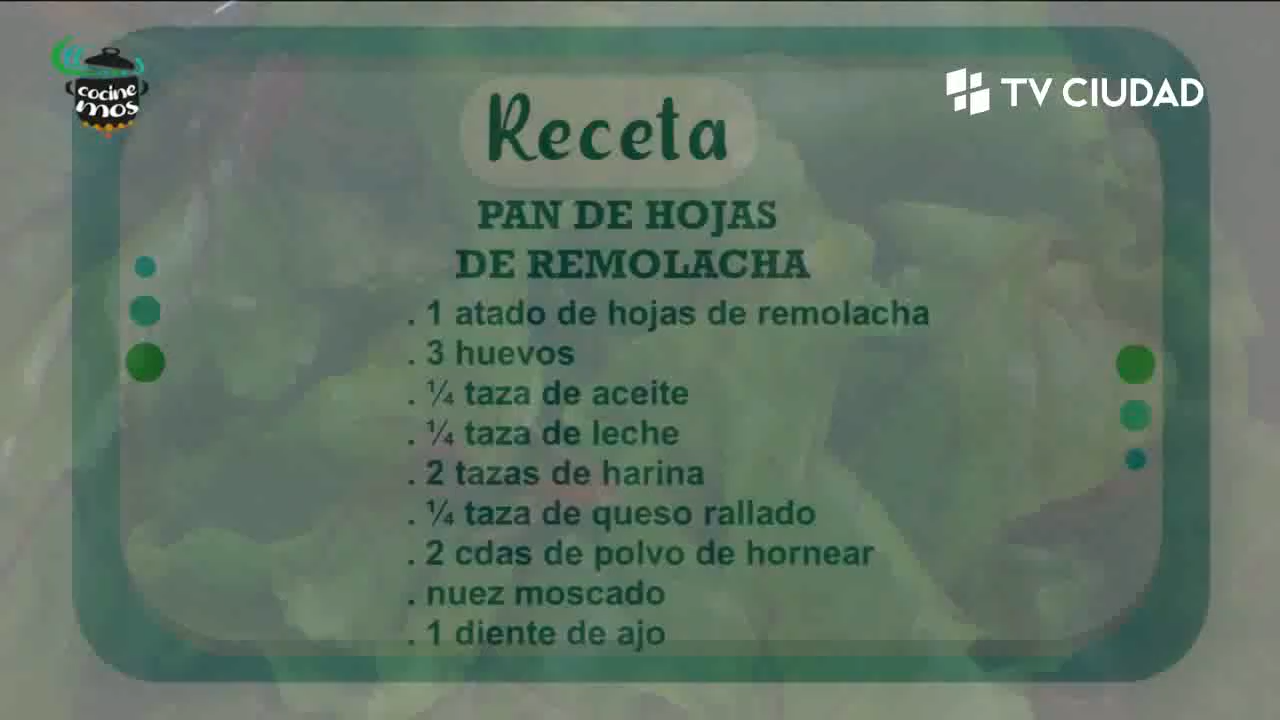 cocine
mos
TV CIUDAD
Receta
PAN DE HOJAS
DE REMOLACHA
. 1 atado de hojas de remolacha
. 3 huevos
. ¼ taza de aceite
. ¼ taza de leche
. 2 tazas de harina
. ¼ taza de queso rallado
. 2 cdas de polvo de hornear
. nuez moscado
. 1 diente de ajo